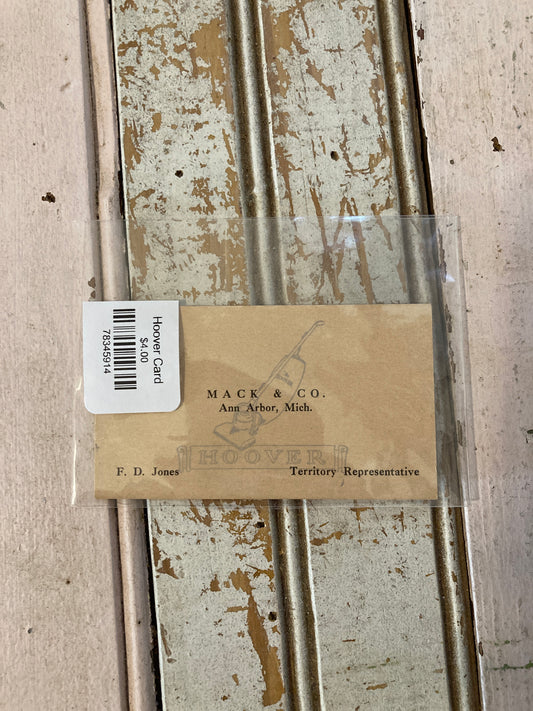 Hoover Card
$4.00
78345914
MACK & CO.
Ann Arbor, Mich.
HOOVER
F. D. Jones
Territory Representative